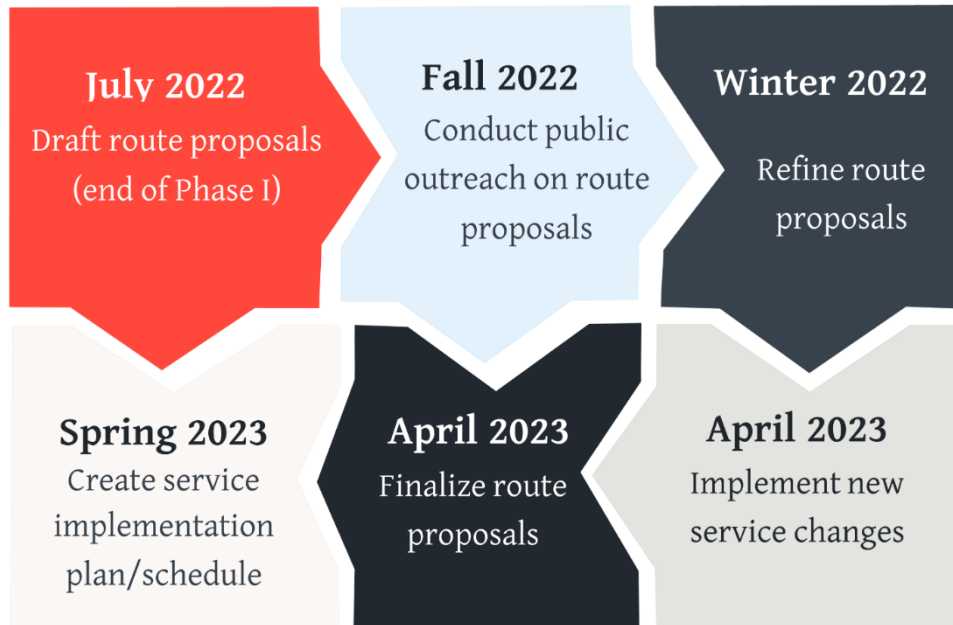 July 2022
Draft route proposals
(end of Phase I)
Fall 2022
Conduct public
outreach on route
proposals
Winter 2022
Refine route
proposals
Spring 2023
Create service
implementation
plan/schedule
April 2023
Finalize route
proposals
April 2023
Implement new
service changes